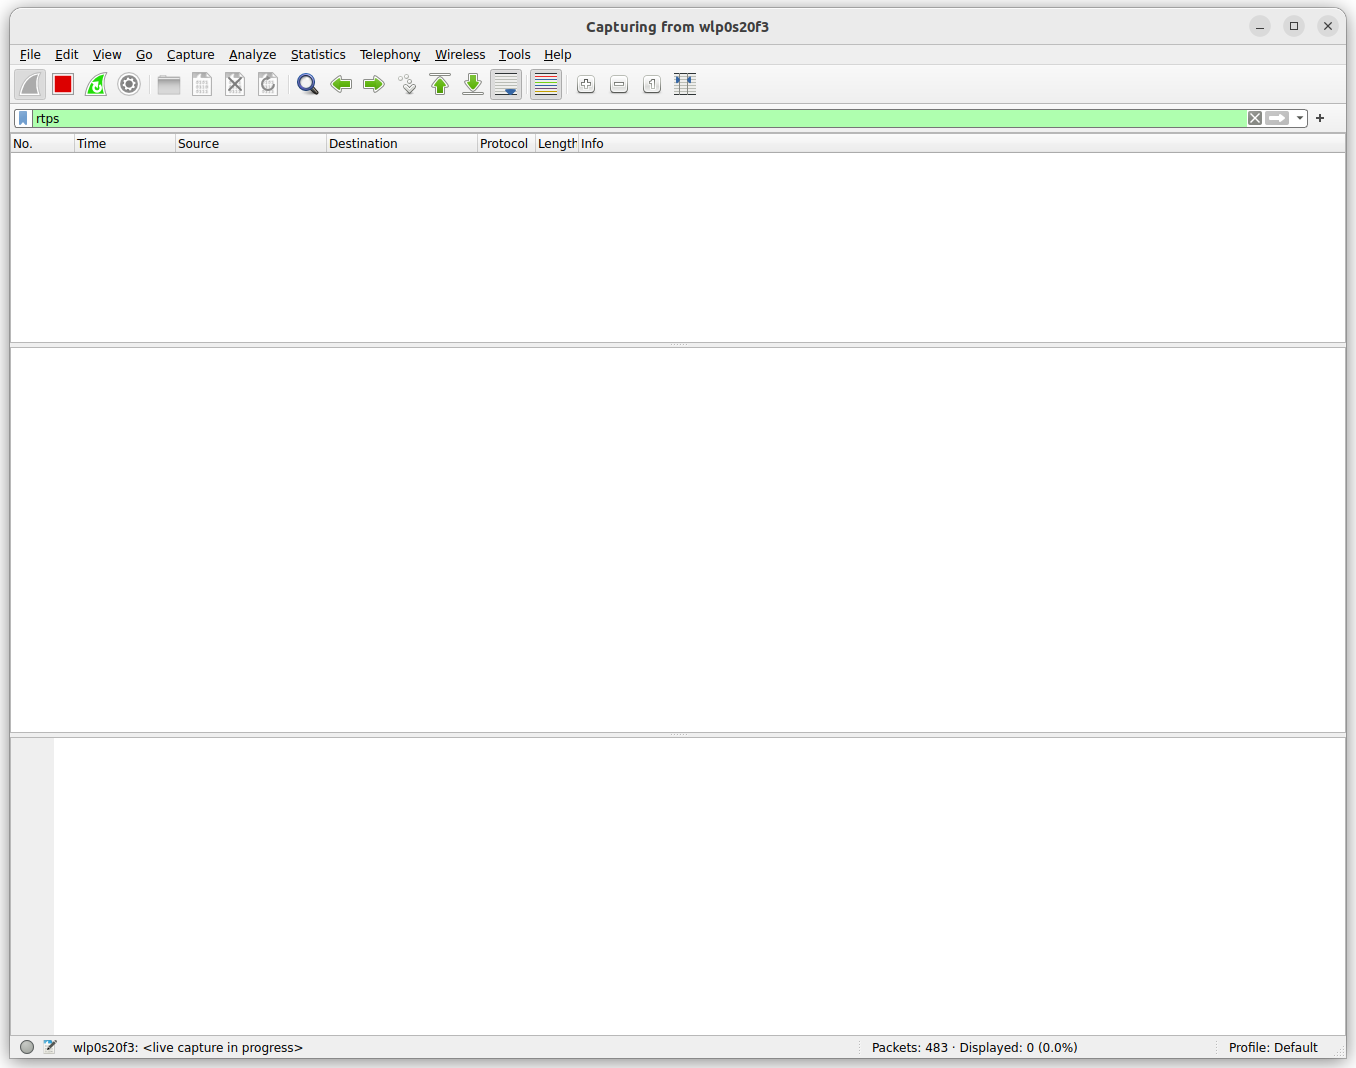 Capturing from wlp0s20f3
File Edit View Go Capture Analyze Statistics Telephony Wireless Tools Help
rtps
No. Time Source Destination Protocol Length Info
wlp0s20f3: <live capture in progress> Packets: 483 · Displayed: 0 (0.0%) Profile: Default